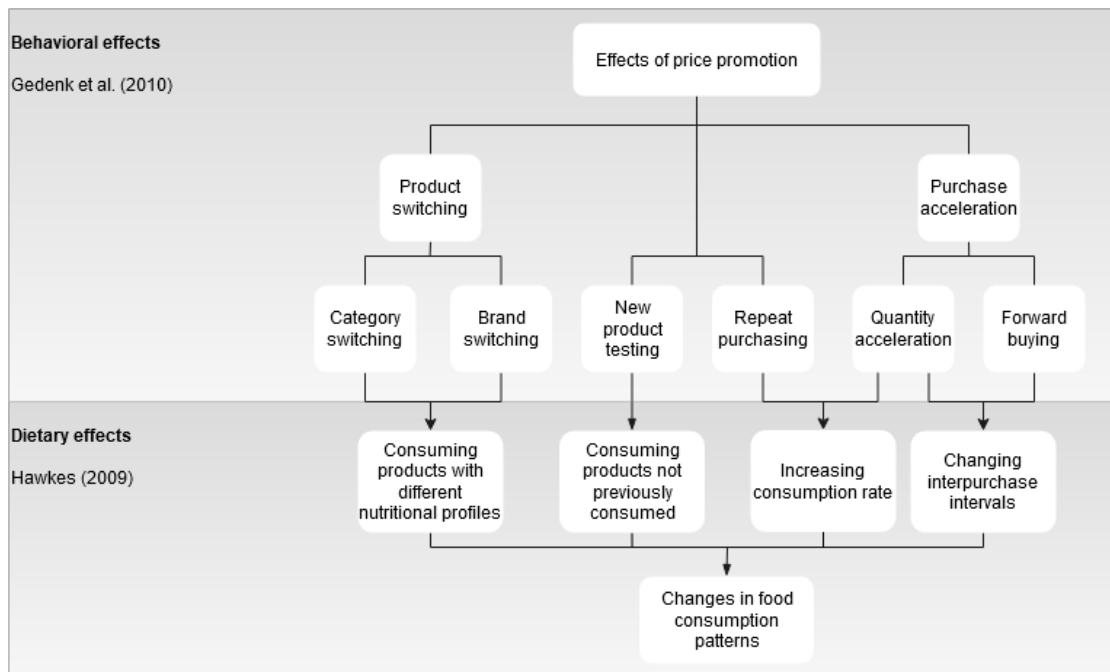 Behavioral effects
Gedenk et al. (2010)
Effects of price promotion
Product
switching
Purchase
acceleration
Category
switching
Brand
switching
New
product
testing
Repeat
purchasing
Quantity
acceleration
Forward
buying
Dietary effects
Hawkes (2009)
Consuming
products with
different
nutritional profiles
Consuming
products not
previously
consumed
Increasing
consumption rate
Changing
interpurchase
intervals
Changes in food
consumption
patterns